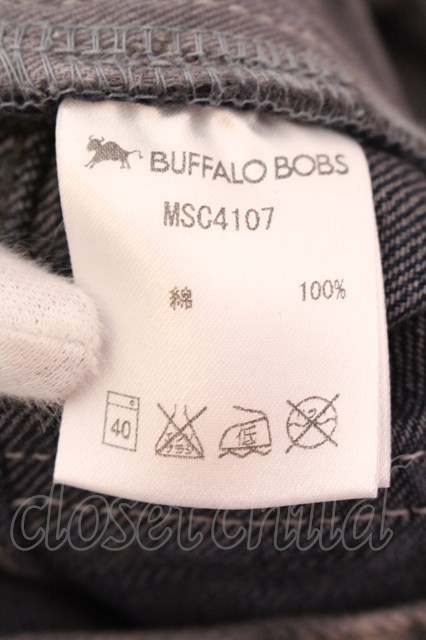 BUFFALO BOBS
MSC4107
綿 100%
40 低
closet child